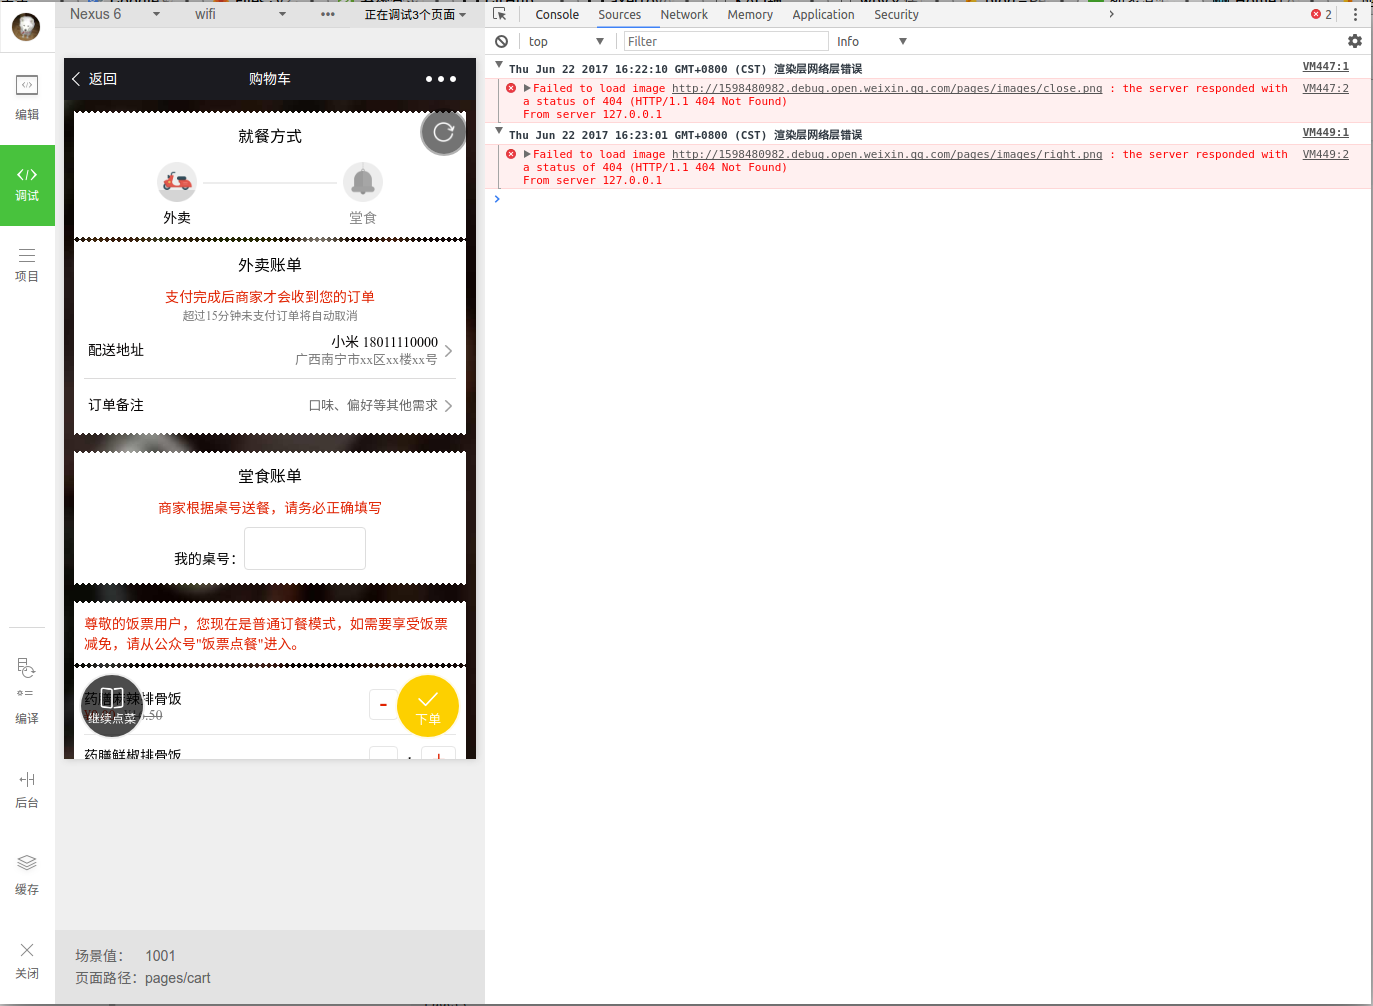 Nexus 6
wifi
•••
正在调试3个页面
编辑
调试
项目
编译
后台
缓存
关闭
返回
购物车
就餐方式
外卖
堂食
外卖账单
支付完成后商家才会收到您的订单
超过15分钟未支付订单将自动取消
配送地址
小米 18011110000
广西南宁市xx区xx楼xx号
订单备注
口味、偏好等其他需求
堂食账单
商家根据桌号送餐，请务必正确填写
我的桌号：
尊敬的饭票用户，您现在是普通订餐模式，如需要享受饭票
减免，请从公众号"饭票点餐"进入。
排骨饭
.50
-
继续点菜
下单
药膳鲜椒排骨饭
场景值： 1001
页面路径：pages/cart
Console Sources Network Memory Application Security
2
top
Filter
Info
Thu Jun 22 2017 16:22:10 GMT+0800 (CST) 渲染层网络层错误 VM447:1
Failed to load image http://1598480982.debug.open.weixin.qq.com/pages/images/close.png : the server responded with VM447:2
a status of 404 (HTTP/1.1 404 Not Found)
From server 127.0.0.1
Thu Jun 22 2017 16:23:01 GMT+0800 (CST) 渲染层网络层错误 VM449:1
Failed to load image http://1598480982.debug.open.weixin.qq.com/pages/images/right.png : the server responded with VM449:2
a status of 404 (HTTP/1.1 404 Not Found)
From server 127.0.0.1